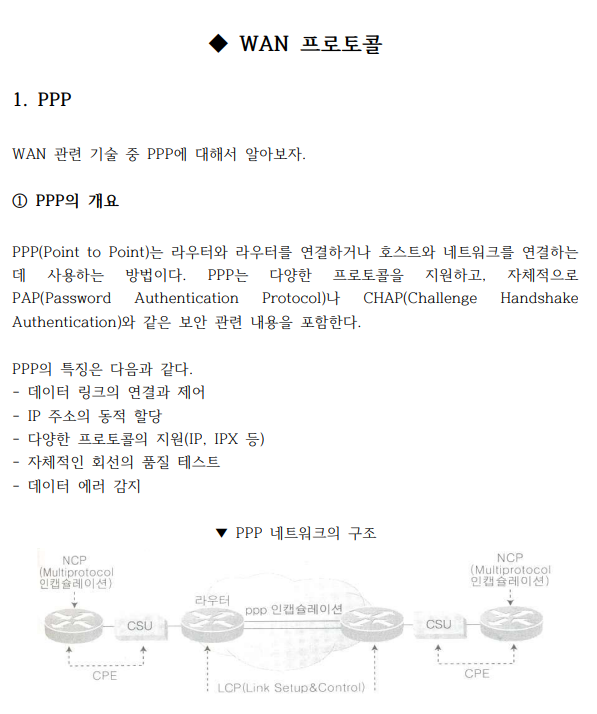 ◆ WAN 프로토콜
1. PPP
WAN 관련 기술 중 PPP에 대해서 알아보자.
① PPP의 개요
PPP(Point to Point)는 라우터와 라우터를 연결하거나 호스트와 네트워크를 연결하는
데 사용하는 방법이다. PPP는 다양한 프로토콜을 지원하고, 자체적으로
PAP(Password Authentication Protocol)나 CHAP(Challenge Handshake
Authentication)와 같은 보안 관련 내용을 포함한다.
PPP의 특징은 다음과 같다.
- 데이터 링크의 연결과 제어
- IP 주소의 동적 할당
- 다양한 프로토콜의 지원(IP, IPX 등)
- 자체적인 회선의 품질 테스트
- 데이터 에러 감지
▼ PPP 네트워크의 구조
NCP
(Multiprotocol
인캡슐레이션)
NCP
(Multiprotocol
인캡슐레이션)
라우터
ppp 인캡슐레이션
CSU
CSU
CPE
CPE
LCP(Link Setup&Control)